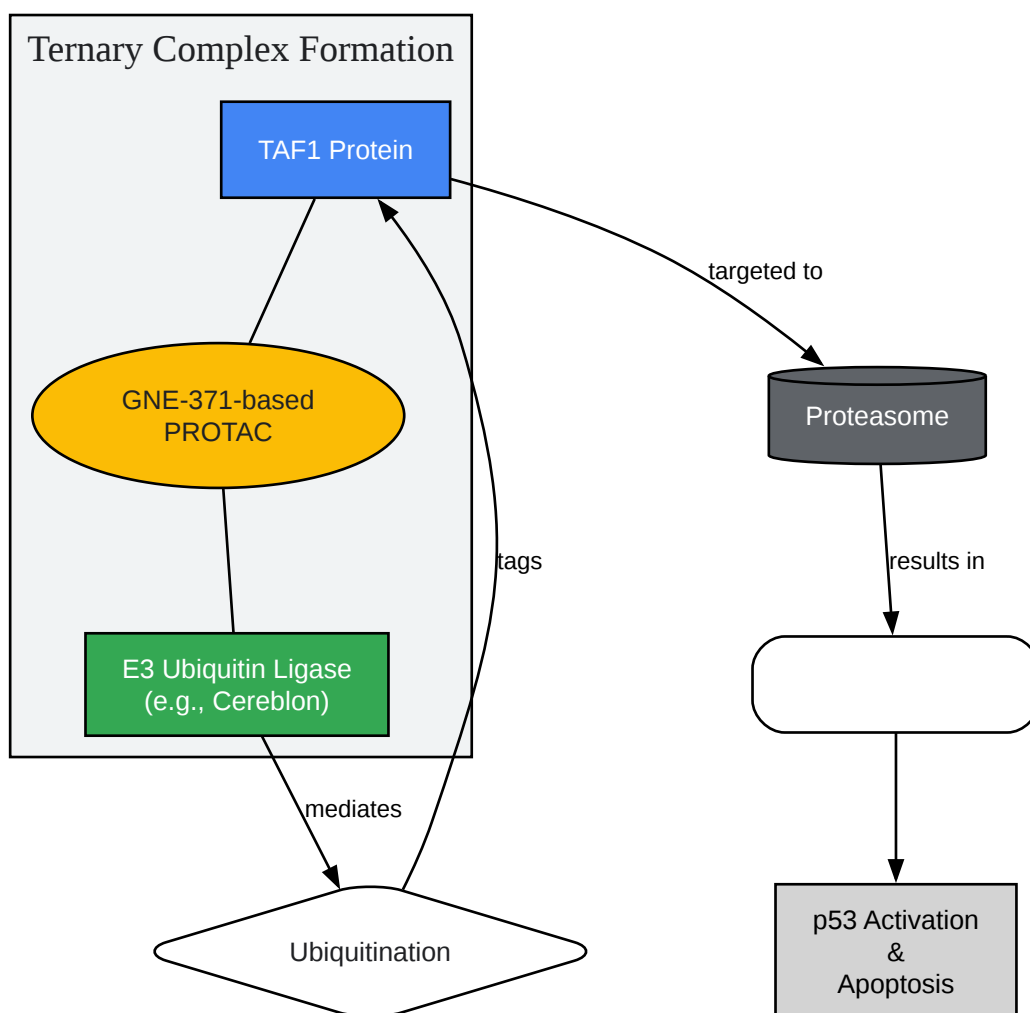 Ternary Complex Formation
TAF1 Protein
targeted to
GNE-371-based
PROTAC
Proteasome
tags
results in
E3 Ubiquitin Ligase
(e.g., Cereblon)
mediates
Ubiquitination
p53 Activation
&
Apoptosis